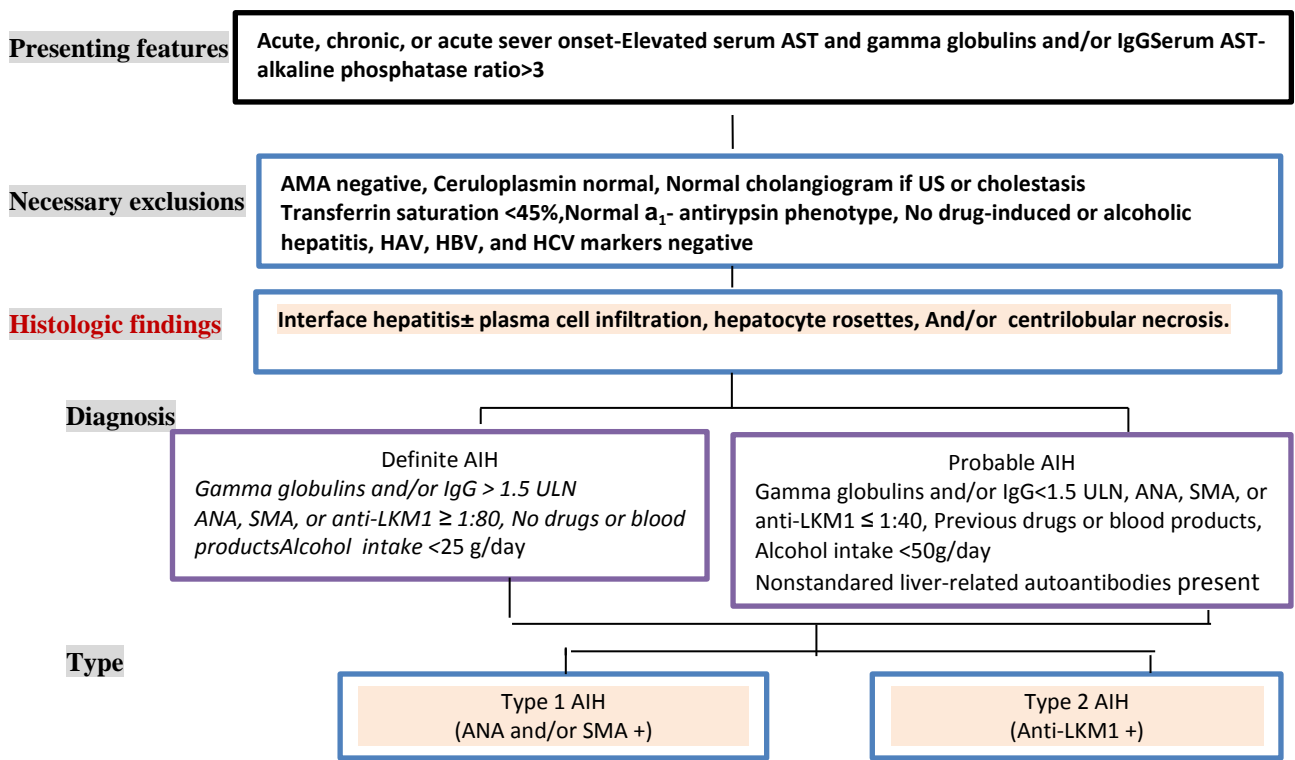 Presenting features
Acute, chronic, or acute sever onset-Elevated serum AST and gamma globulins and/or IgGSerum AST-
alkaline phosphatase ratio>3
Necessary exclusions
AMA negative, Ceruloplasmin normal, Normal cholangiogram if US or cholestasis
Transferrin saturation <45%,Normal a₁- antirypsin phenotype, No drug-induced or alcoholic
hepatitis, HAV, HBV, and HCV markers negative
Histologic findings
Interface hepatitis± plasma cell infiltration, hepatocyte rosettes, And/or centrilobular necrosis.
Diagnosis
Definite AIH
Gamma globulins and/or IgG > 1.5 ULN
ANA, SMA, or anti-LKM1 ≥ 1:80, No drugs or blood
productsAlcohol intake <25 g/day
Probable AIH
Gamma globulins and/or IgG<1.5 ULN, ANA, SMA, or
anti-LKM1 ≤ 1:40, Previous drugs or blood products,
Alcohol intake <50g/day
Nonstandared liver-related autoantibodies present
Type
Type 1 AIH
(ANA and/or SMA +)
Type 2 AIH
(Anti-LKM1 +)